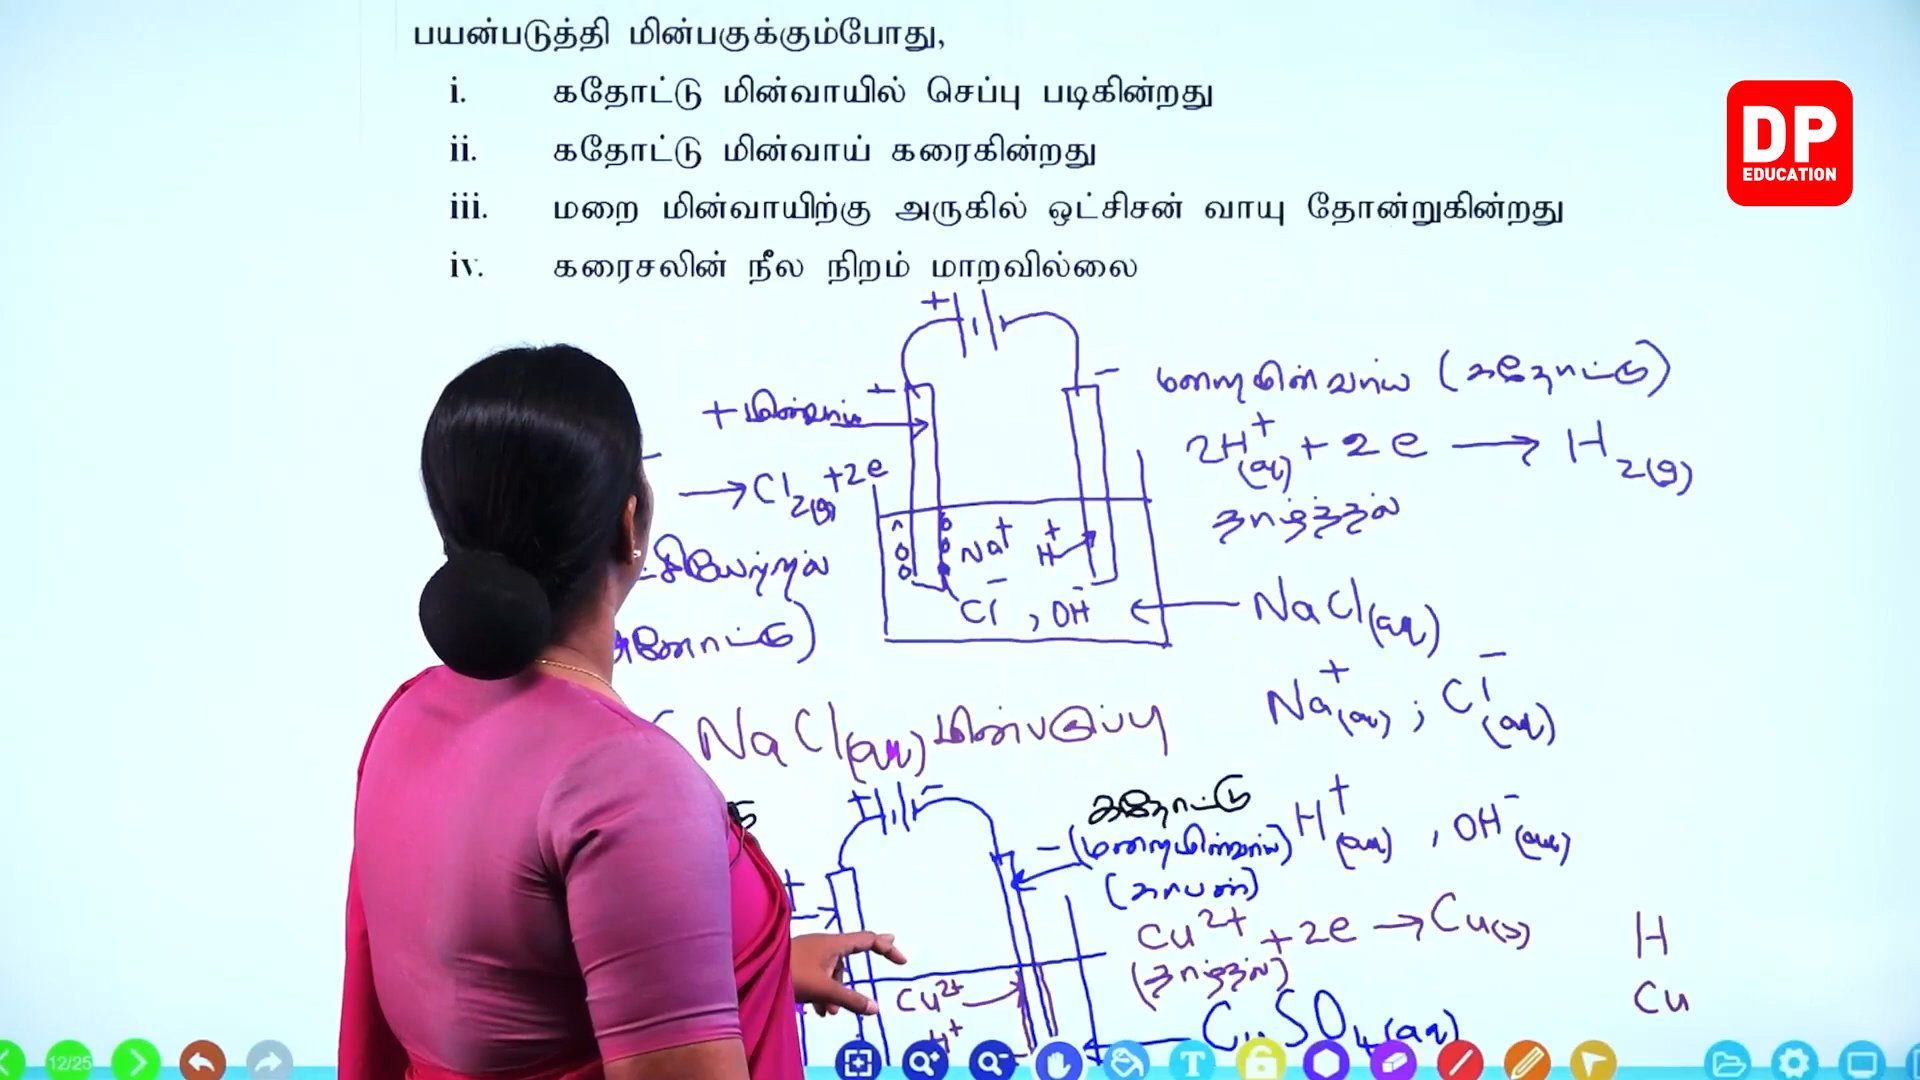 பயன்படுத்தி மின்பகுக்கும்போது,
i. கதோட்டு மின்வாயில் செப்பு படிகின்றது
ii. கதோட்டு மின்வாய் கரைகின்றது
iii. மறை மின்வாயிற்கு அருகில் ஒட்சிசன் வாயு தோன்றுகின்றது
iv. கரைசலின் நீல நிறம் மாறவில்லை
DP
EDUCATION
+ −
+ மின்வாய்
மறைமின்வாய் (கதோட்டு)
2H⁺(aq) + 2e → H₂(g)
→ Cl₂(g) + 2e
தாழ்த்தல்
Na⁺ H⁺
Cl⁻, OH⁻
NaCl(aq)
Na⁺(aq) ; Cl⁻(aq)
NaCl(aq) மின்பகுப்பு
+ −
கதோட்டு
− (மறைமின்வாய்)
H⁺(aq) , OH⁻(aq)
(காபன்)
Cu²⁺ + 2e → Cu(s)
H
Cu²⁺
Cu
H⁺
CuSO₄(aq)
12/25